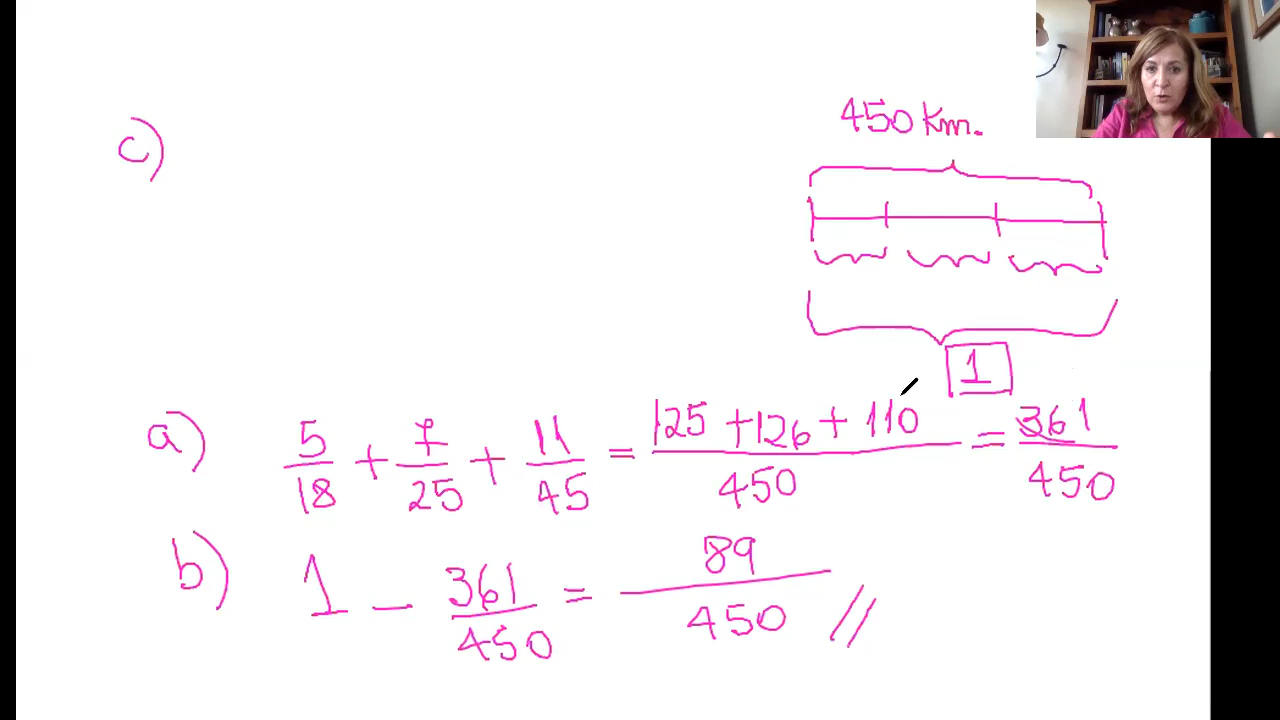 c)
450 Km.
1
a) 5/18 + 7/25 + 11/45 = 125 + 126 + 110/450 = 361/450
b) 1 - 361/450 = 89/450 //